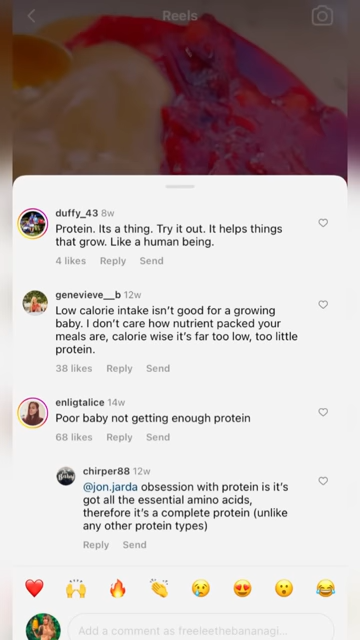 Reels
duffy_43 8w
Protein. Its a thing. Try it out. It helps things
that grow. Like a human being.
4 likes Reply Send
genevieve__b 12w
Low calorie intake isn't good for a growing
baby. I don't care how nutrient packed your
meals are, calorie wise it's far too low, too little
protein.
38 likes Reply Send
enligtalice 14w
Poor baby not getting enough protein
68 likes Reply Send
chirper88 12w
@jon.jarda obsession with protein is it's
got all the essential amino acids,
therefore it's a complete protein (unlike
any other protein types)
Reply Send
Add a comment as freeleethebananagi...